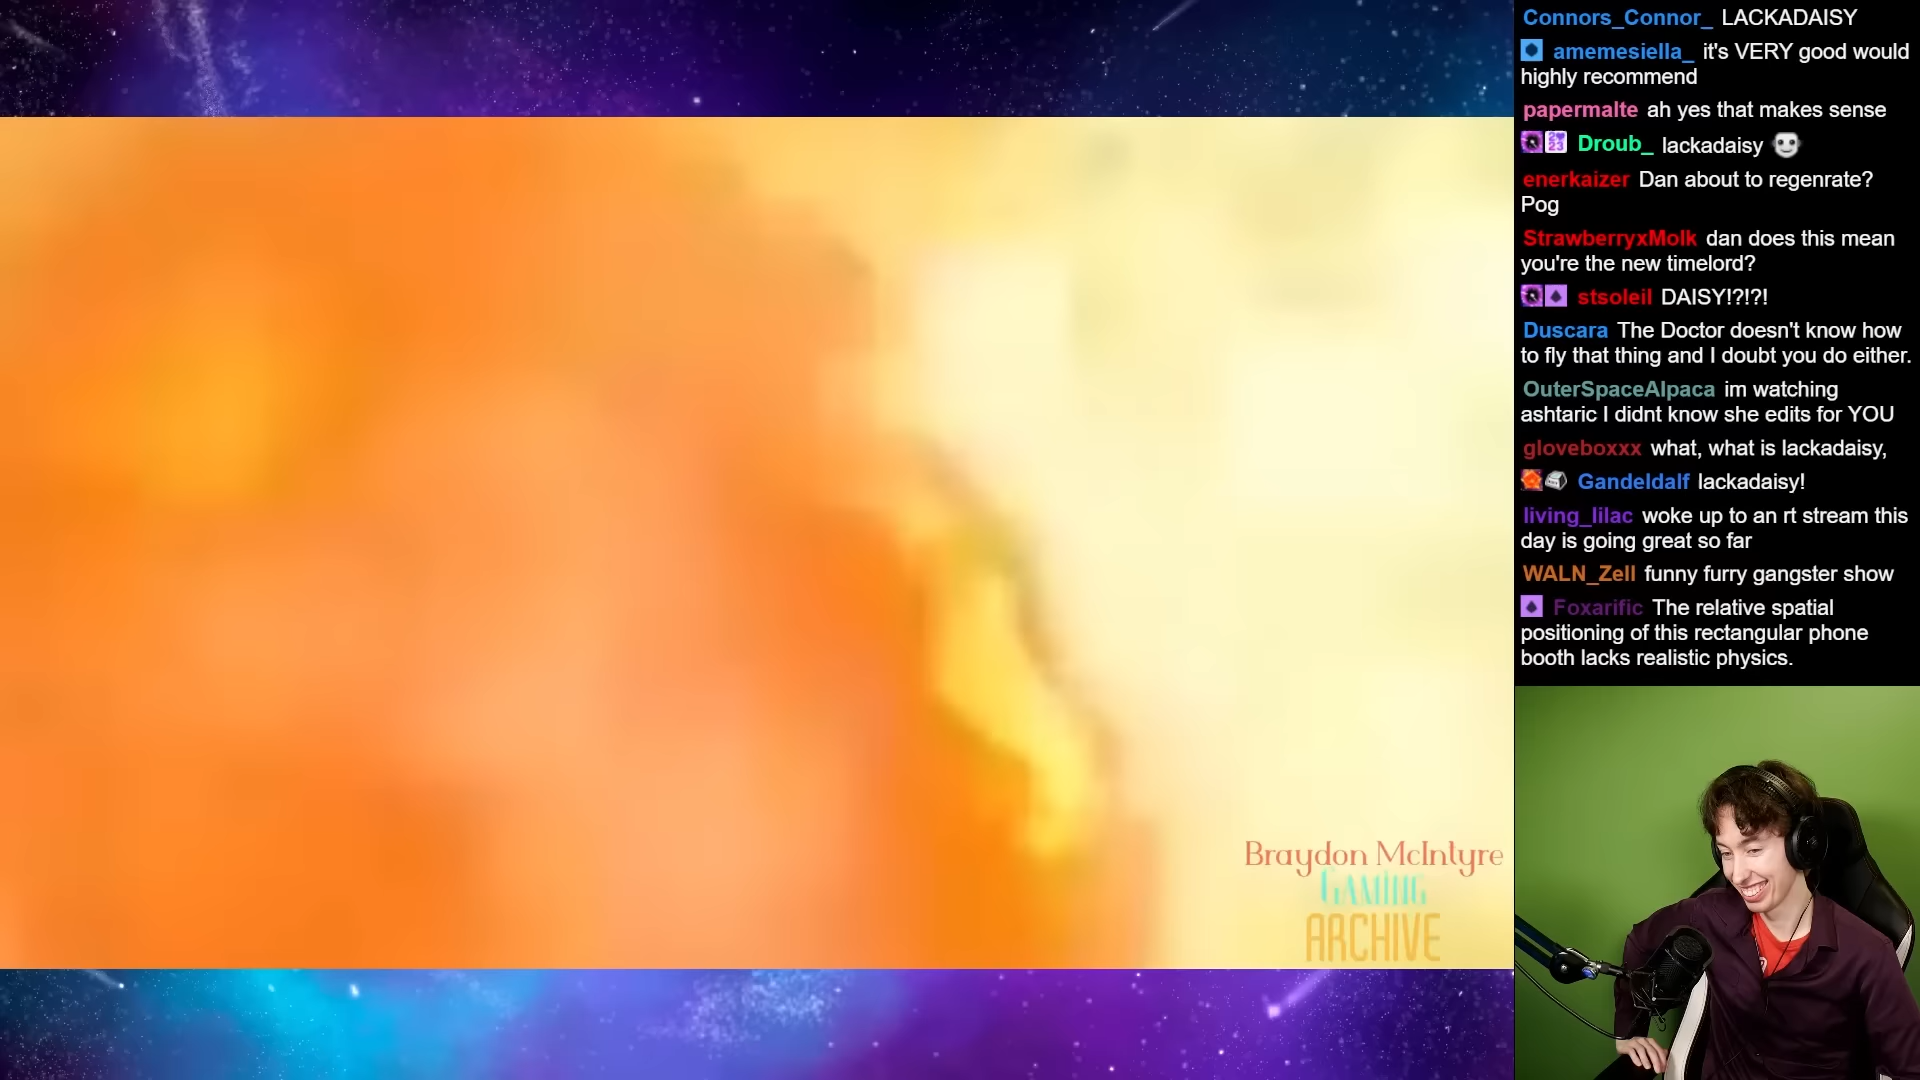 Connors_Connor_ LACKADAISY
amemesiella_ it's VERY good would
highly recommend
papermalte ah yes that makes sense
Droub_ lackadaisy
enerkaizer Dan about to regenrate?
Pog
StrawberryxMolk dan does this mean
you're the new timelord?
stsoleil DAISY!?!?!
Duscara The Doctor doesn't know how
to fly that thing and I doubt you do either.
OuterSpaceAlpaca im watching
ashtaric I didnt know she edits for YOU
gloveboxxx what, what is lackadaisy,
Gandeldalf lackadaisy!
living_lilac woke up to an rt stream this
day is going great so far
WALN_Zell funny furry gangster show
Foxarific The relative spatial
positioning of this rectangular phone
booth lacks realistic physics.
Braydon McIntyre
GAMING
ARCHIVE